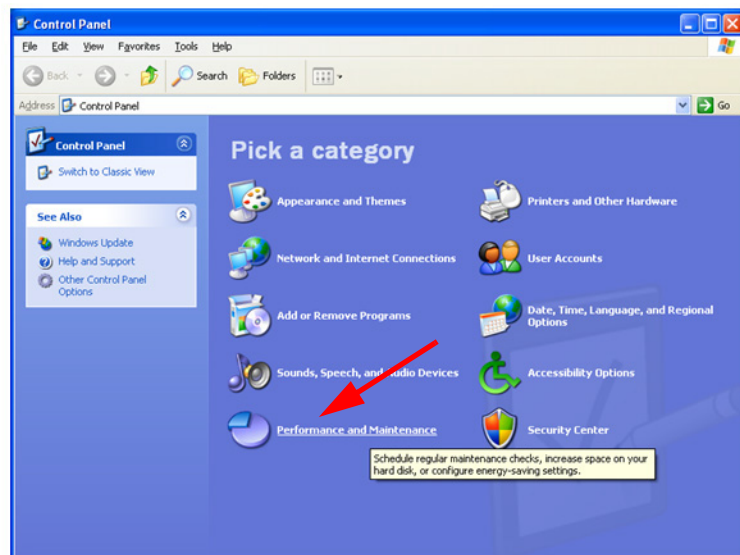 Control Panel
File Edit View Favorites Tools Help
Back Search Folders
Address Control Panel Go
Control Panel
Switch to Classic View
See Also
Windows Update
Help and Support
Other Control Panel
Options
Pick a category
Appearance and Themes
Printers and Other Hardware
Network and Internet Connections
User Accounts
Add or Remove Programs
Date, Time, Language, and Regional
Options
Sounds, Speech, and Audio Devices
Accessibility Options
Performance and Maintenance
Security Center
Schedule regular maintenance checks, increase space on your
hard disk, or configure energy-saving settings.